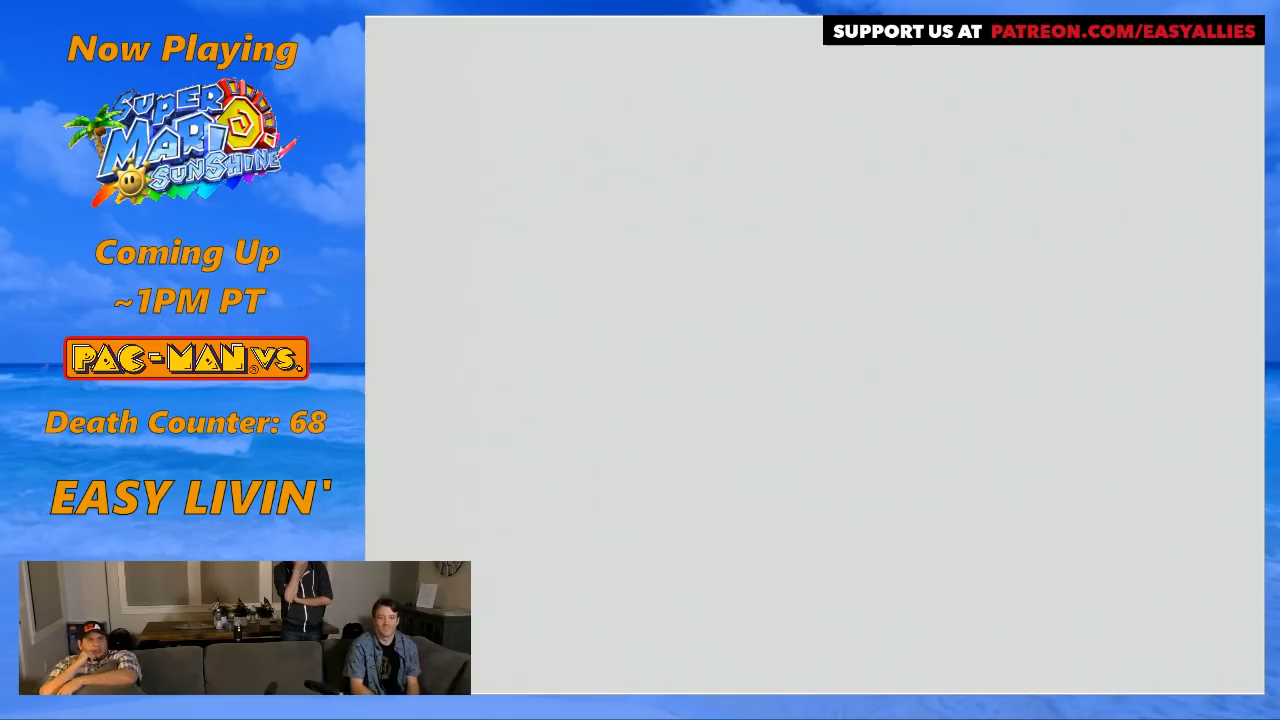 Now Playing
SUPER
MARIO
SUNSHINE
Coming Up
~1PM PT
PAC-MAN® VS.
Death Counter: 68
EASY LIVIN'
SUPPORT US AT PATREON.COM/EASYALLIES